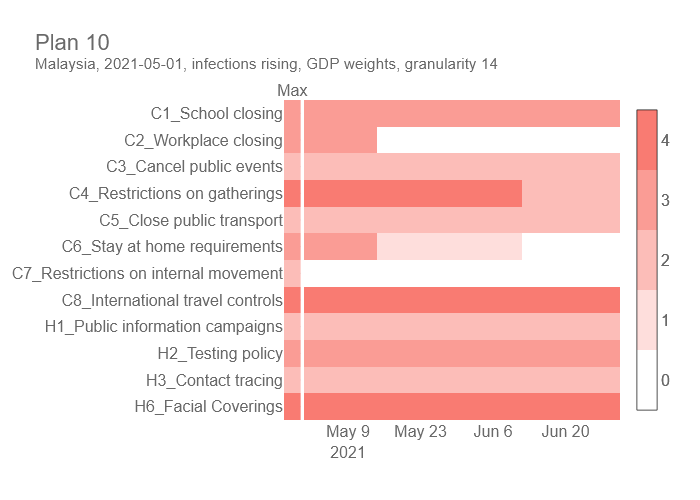 Plan 10
Malaysia, 2021-05-01, infections rising, GDP weights, granularity 14
Max
C1_School closing
C2_Workplace closing
C3_Cancel public events
C4_Restrictions on gatherings
C5_Close public transport
C6_Stay at home requirements
C7_Restrictions on internal movement
C8_International travel controls
H1_Public information campaigns
H2_Testing policy
H3_Contact tracing
H6_Facial Coverings
May 9 May 23 Jun 6 Jun 20
2021
4
3
2
1
0